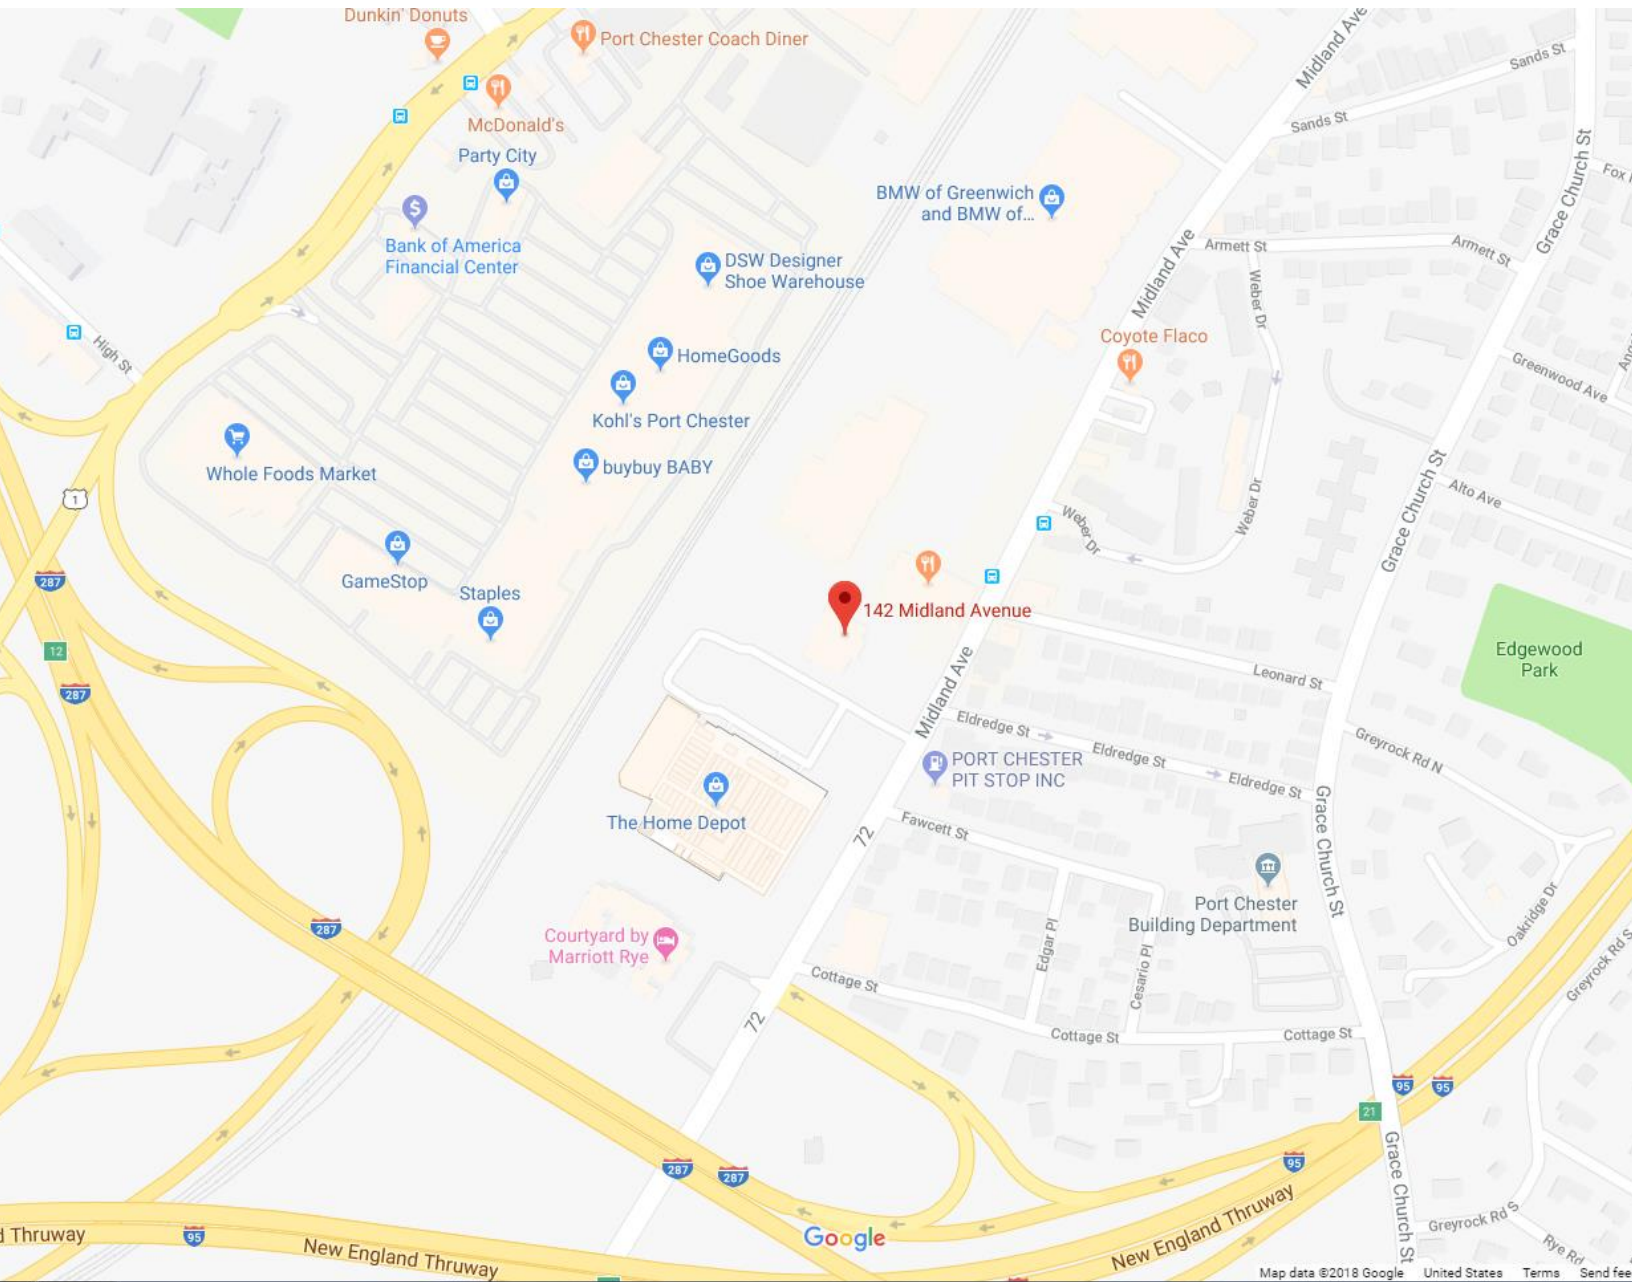 Dunkin' Donuts
Port Chester Coach Diner
Midland Ave
Sands St
McDonald's
Sands St
Party City
Grace Church St
Fox
BMW of Greenwich
and BMW of...
Bank of America
Financial Center
Armett St
Armett St
DSW Designer
Shoe Warehouse
Midland Ave
Weber Dr
High St
Coyote Flaco
HomeGoods
Greenwood Ave
Kohl's Port Chester
Whole Foods Market
buybuy BABY
1
Alto Ave
Grace Church St
Weber Dr
Weber Dr
287
GameStop
Staples
142 Midland Avenue
12
287
Edgewood
Park
Leonard St
Midland Ave
Eldredge St
Eldredge St
Eldredge St
Greyrock Rd N
PORT CHESTER
PIT STOP INC
The Home Depot
72
Fawcett St
Grace Church St
Port Chester
Building Department
Oakridge Dr
287
Courtyard by
Marriott Rye
Edgar Pl
Cesario Pl
Greyrock Rd S
Cottage St
72
Cottage St
Cottage St
95
95
21
287
287
95
Grace Church St
New England Thruway
Greyrock Rd S
Thruway
95
New England Thruway
Google
Rye Rd
Map data ©2018 Google
United States
Terms
Send fee